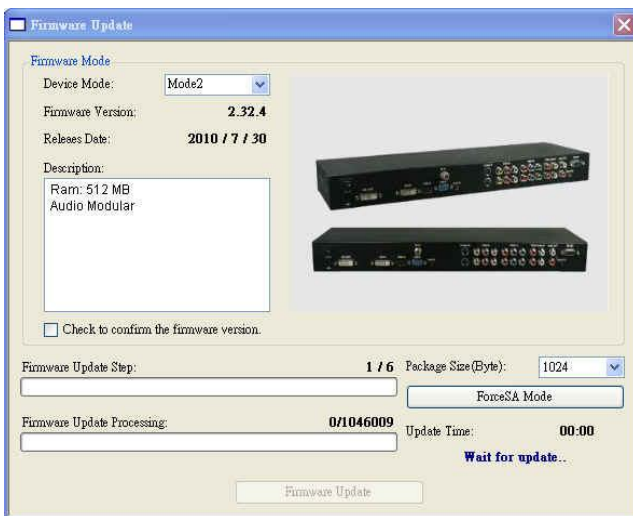 Firmware Update
Firmware Mode
Device Mode:
Mode2
Firmware Version:
2.32.4
Releaes Date:
2010 / 7 / 30
Description:
Ram: 512 MB
Audio Modular
Check to confirm the firmware version.
Firmware Update Step:
1 / 6
Package Size(Byte):
1024
ForceSA Mode
Firmware Update Processing:
0/1046009
Update Time:
00:00
Wait for update..
Firmware Update